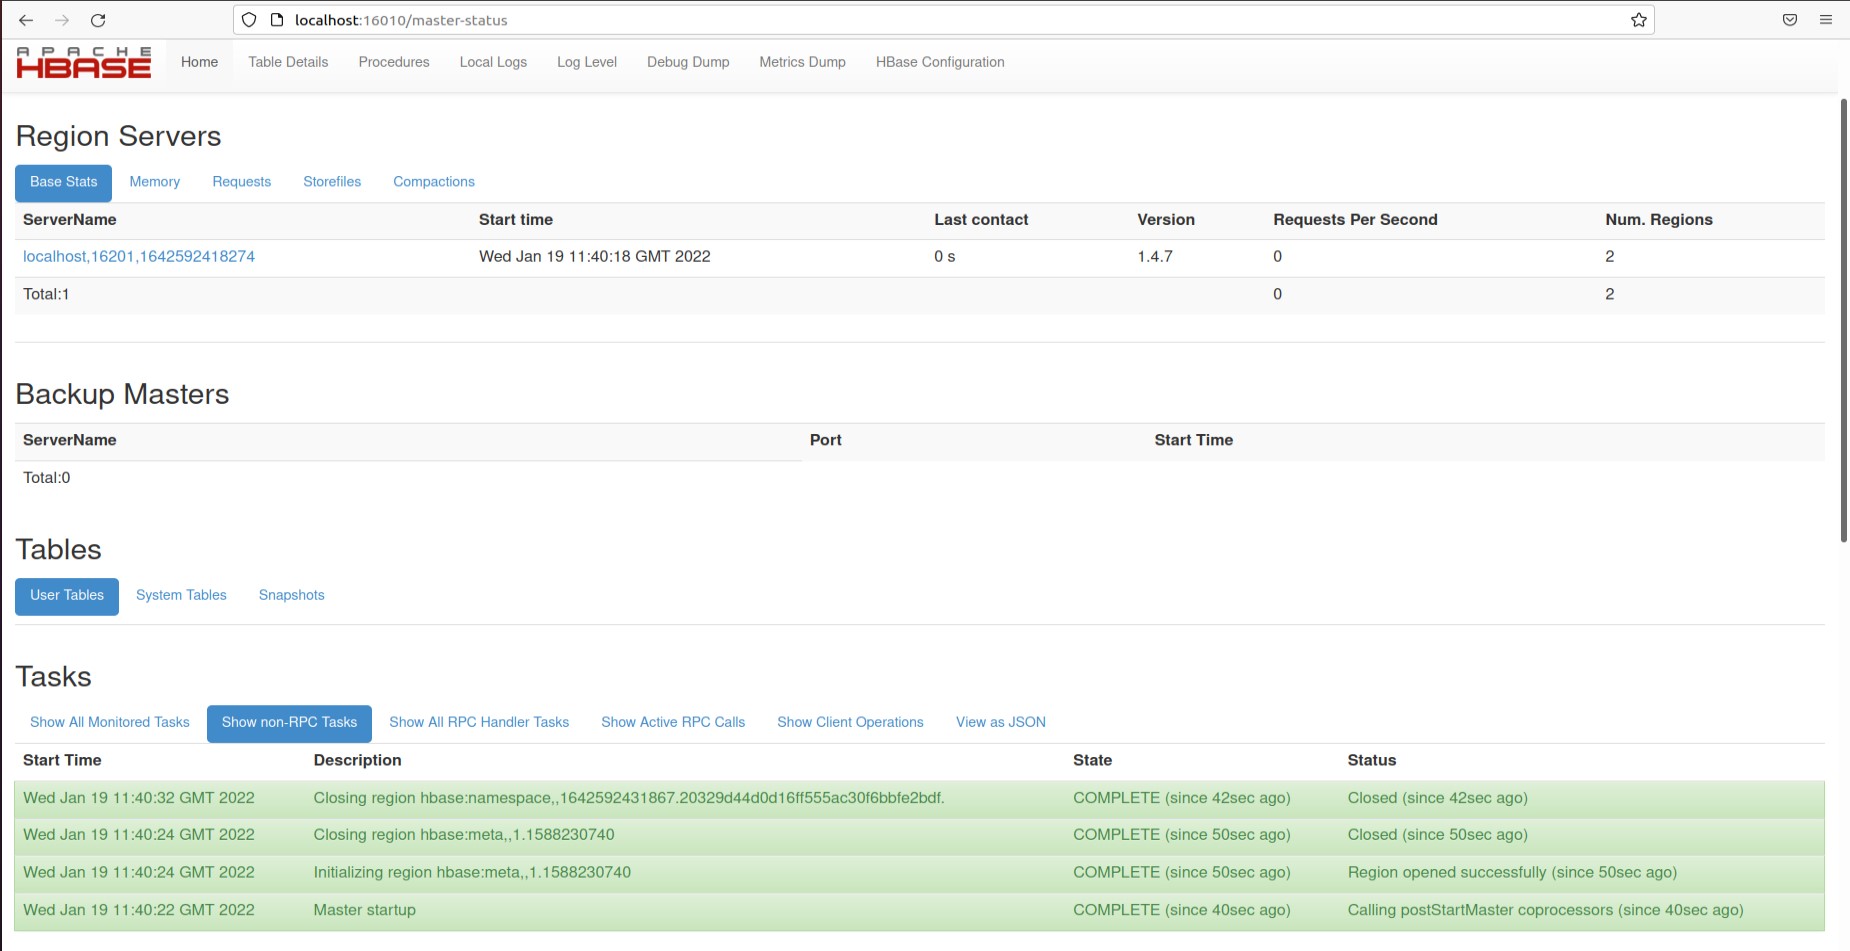 localhost:16010/master-status
APACHE
HBASE
Home Table Details Procedures Local Logs Log Level Debug Dump Metrics Dump HBase Configuration
Region Servers
Base Stats Memory Requests Storefiles Compactions
ServerName Start time Last contact Version Requests Per Second Num. Regions
localhost,16201,1642592418274 Wed Jan 19 11:40:18 GMT 2022 0 s 1.4.7 0 2
Total:1 0 2
Backup Masters
ServerName Port Start Time
Total:0
Tables
User Tables System Tables Snapshots
Tasks
Show All Monitored Tasks Show non-RPC Tasks Show All RPC Handler Tasks Show Active RPC Calls Show Client Operations View as JSON
Start Time Description State Status
Wed Jan 19 11:40:32 GMT 2022 Closing region hbase:namespace,,1642592431867.20329d44d0d16ff555ac30f6bbfe2bdf. COMPLETE (since 42sec ago) Closed (since 42sec ago)
Wed Jan 19 11:40:24 GMT 2022 Closing region hbase:meta,,1.1588230740 COMPLETE (since 50sec ago) Closed (since 50sec ago)
Wed Jan 19 11:40:24 GMT 2022 Initializing region hbase:meta,,1.1588230740 COMPLETE (since 50sec ago) Region opened successfully (since 50sec ago)
Wed Jan 19 11:40:22 GMT 2022 Master startup COMPLETE (since 40sec ago) Calling postStartMaster coprocessors (since 40sec ago)